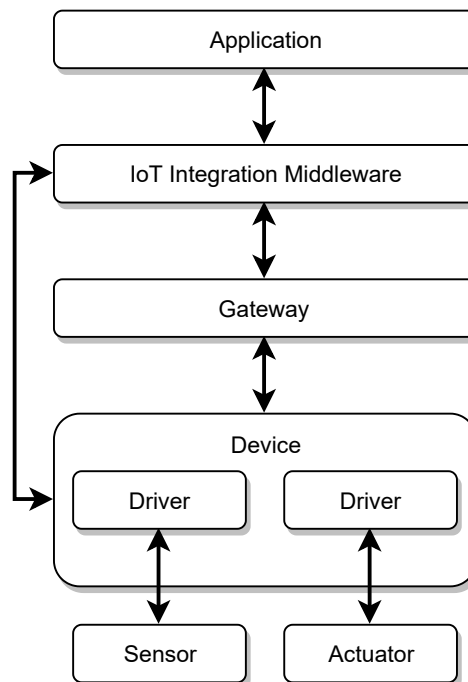 Application
IoT Integration Middleware
Gateway
Device
Driver
Driver
Sensor
Actuator